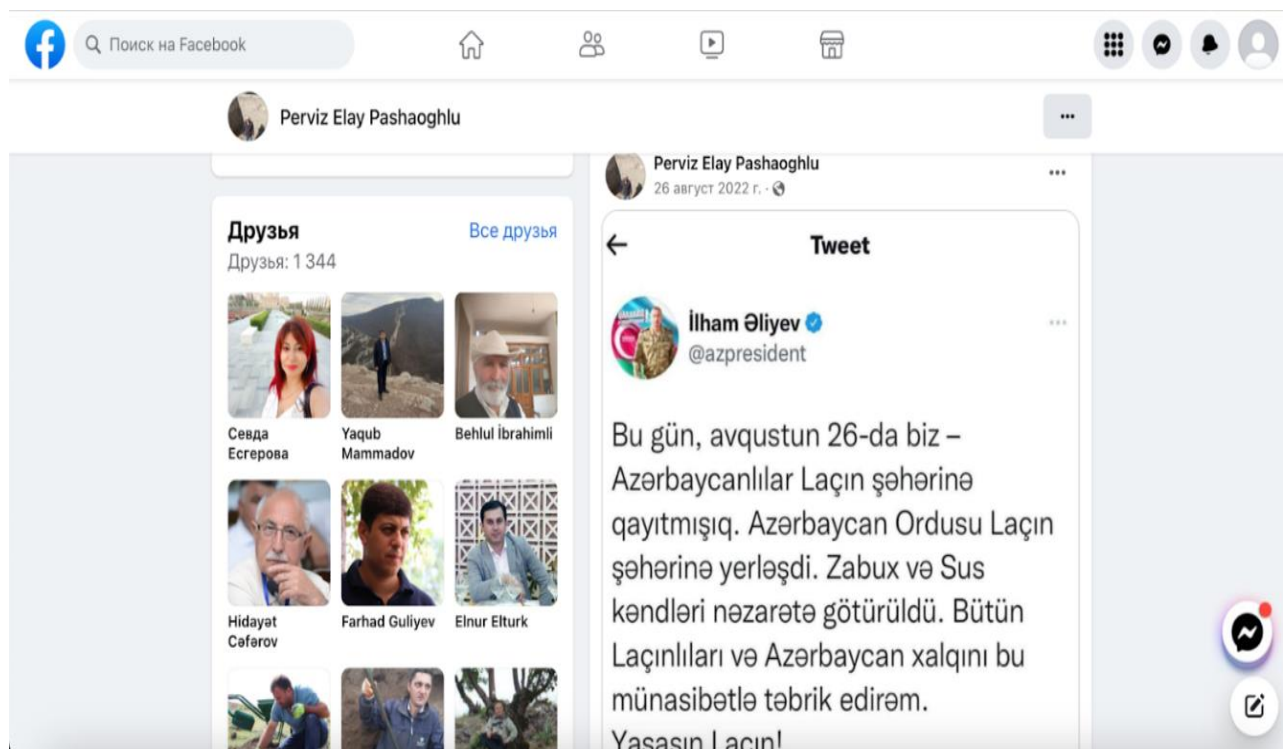 Поиск на Facebook
Perviz Elay Pashaoghlu
Друзья
Все друзья
Друзья: 1 344
Севда
Есгерова
Yaqub
Mammadov
Behlul İbrahimli
Hidayət
Cəfərov
Farhad Guliyev
Elnur Elturk
Perviz Elay Pashaoghlu
26 август 2022 г. ·
Tweet
İlham Əliyev
@azpresident
Bu gün, avqustun 26-da biz –
Azərbaycanlılar Laçın şəhərinə
qayıtmışıq. Azərbaycan Ordusu Laçın
şəhərinə yerləşdi. Zabux və Sus
kəndləri nəzarətə götürüldü. Bütün
Laçınlıları və Azərbaycan xalqını bu
münasibətlə təbrik edirəm.
Yaşasın Laçın!